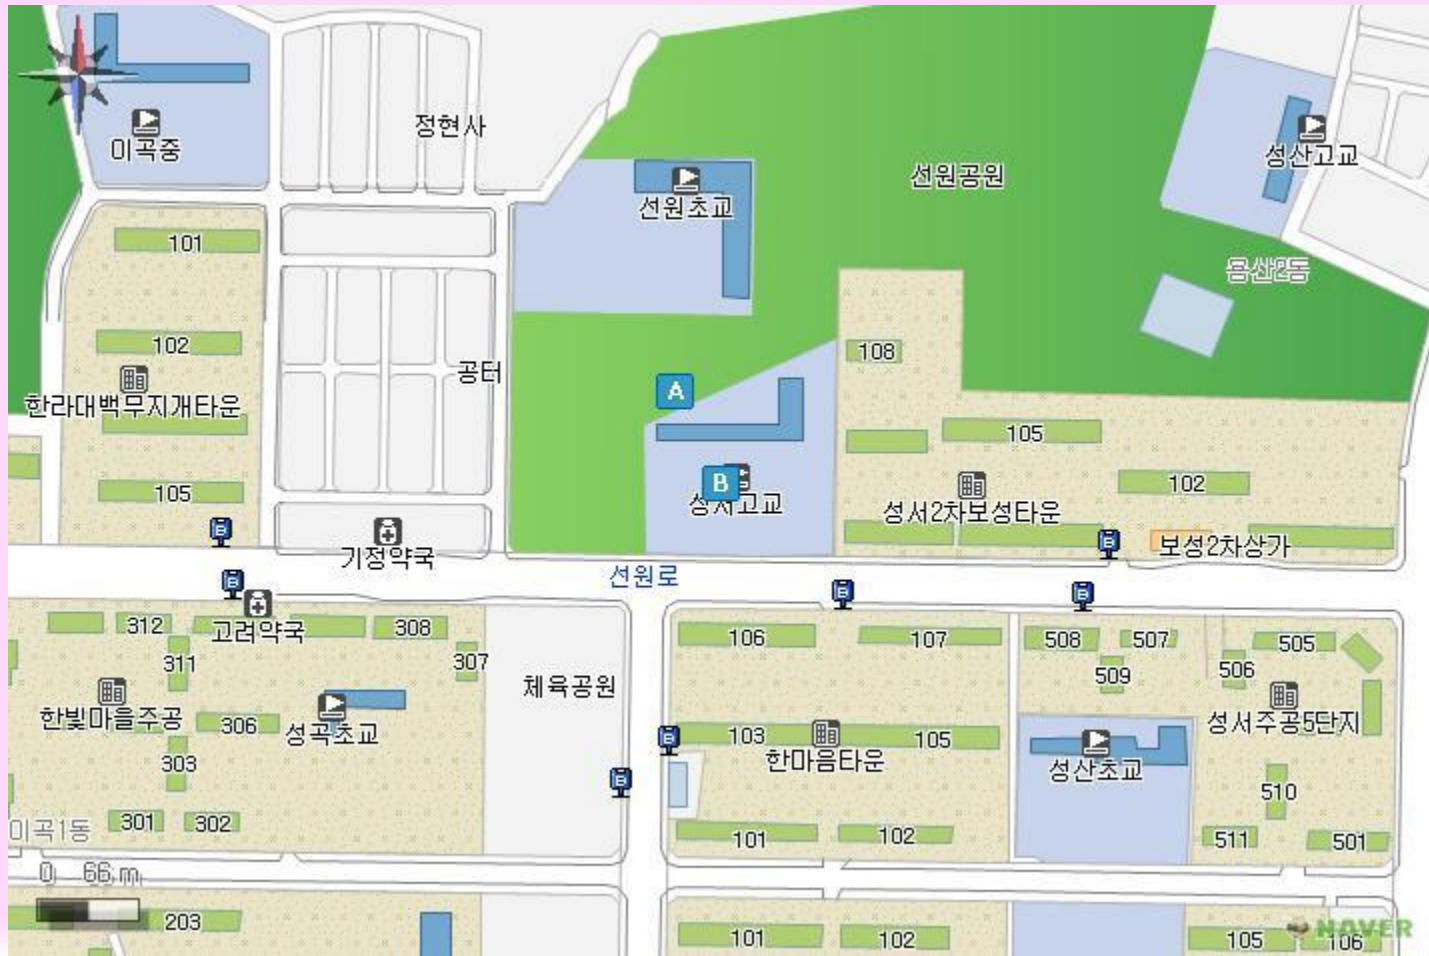 정현사
이곡중
성산고교
선원공원
선원초교
101
용산2동
102
108
공터
A
한라대백무지개타운
105
105
102
B
성서고교
성서2차보성타운
보성2차상가
기정약국
선원로
312
고려약국
308
106
107
508
507
505
311
307
509
506
체육공원
한빛마을주공
306
성곡초교
103
105
성서주공5단지
303
한마음타운
성산초교
510
이곡1동
301
302
101
102
511
501
0 66 m
203
101
102
105
106
NAVER